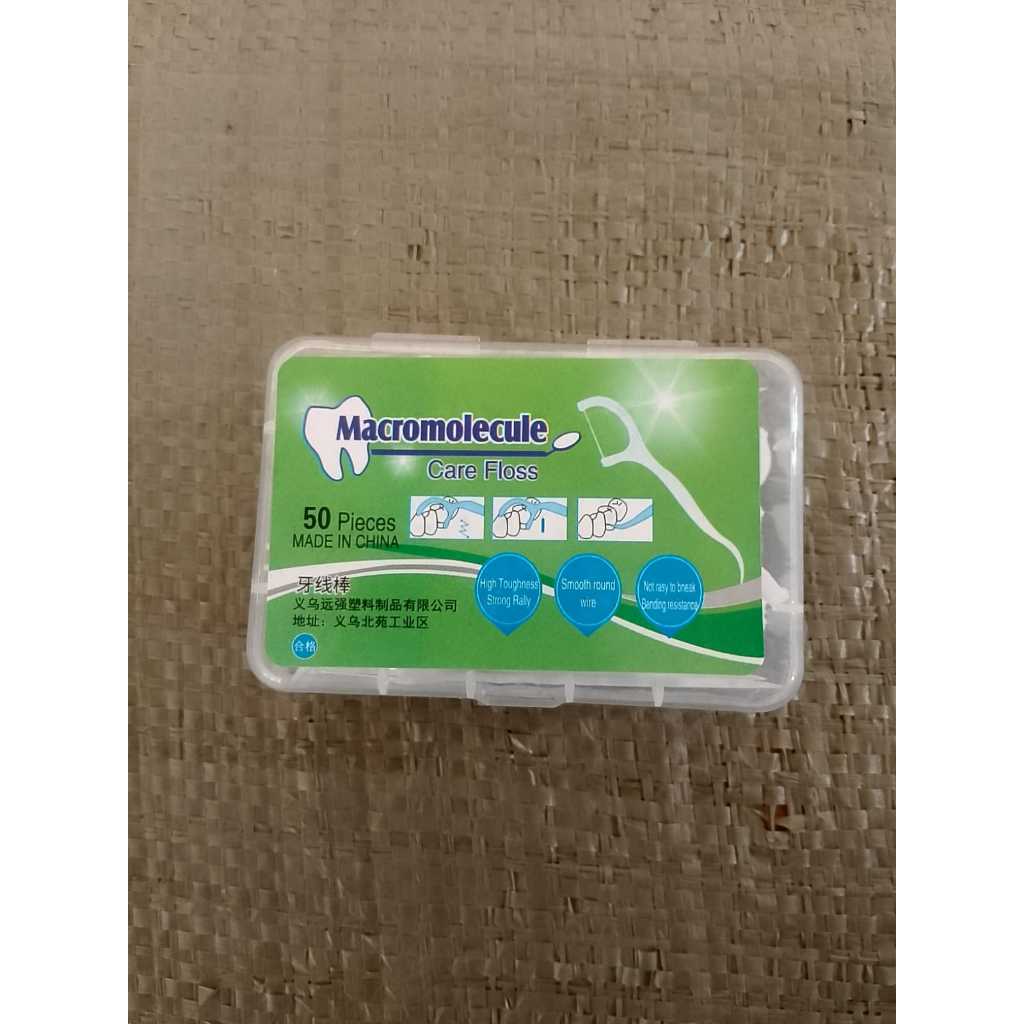 Macromolecule
Care Floss
50 Pieces
MADE IN CHINA
牙线棒
义乌远强塑料制品有限公司
地址：义乌北苑工业区
合格
High Toughness
Strong Rally
Smooth round
wire
Not rasy to bneak
Bending resistance